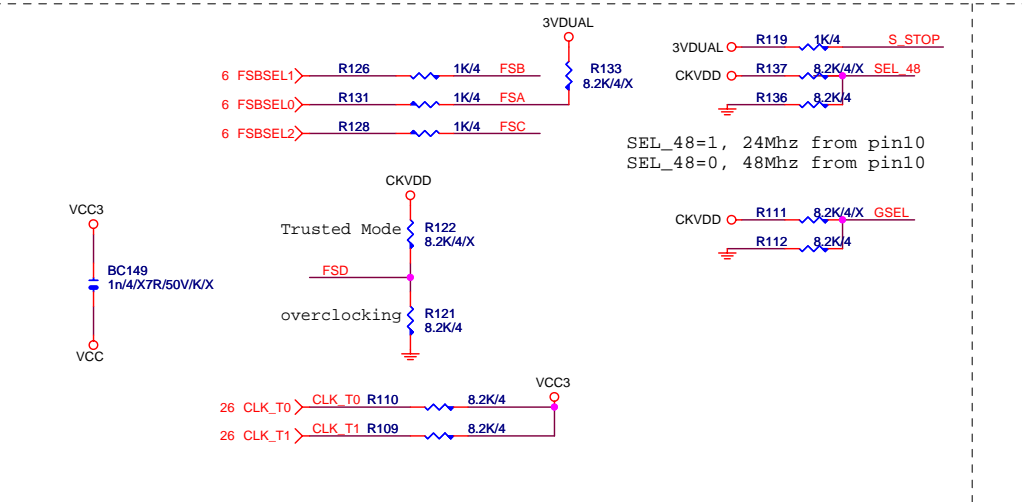 3VDUAL
6 FSBSEL1 R126 1K/4 FSB
R133
8.2K/4/X
6 FSBSEL0 R131 1K/4 FSA
6 FSBSEL2 R128 1K/4 FSC
3VDUAL R119 1K/4 S_STOP
CKVDD R137 8.2K/4/X SEL_48
R136 8.2K/4
SEL_48=1, 24Mhz from pin10
SEL_48=0, 48Mhz from pin10
VCC3
BC149
1n/4/X7R/50V/K/X
VCC
CKVDD
Trusted Mode R122
8.2K/4/X
FSD
overclocking R121
8.2K/4
CKVDD R111 8.2K/4/X GSEL
R112 8.2K/4
VCC3
26 CLK_T0 CLK_T0 R110 8.2K/4
26 CLK_T1 CLK_T1 R109 8.2K/4